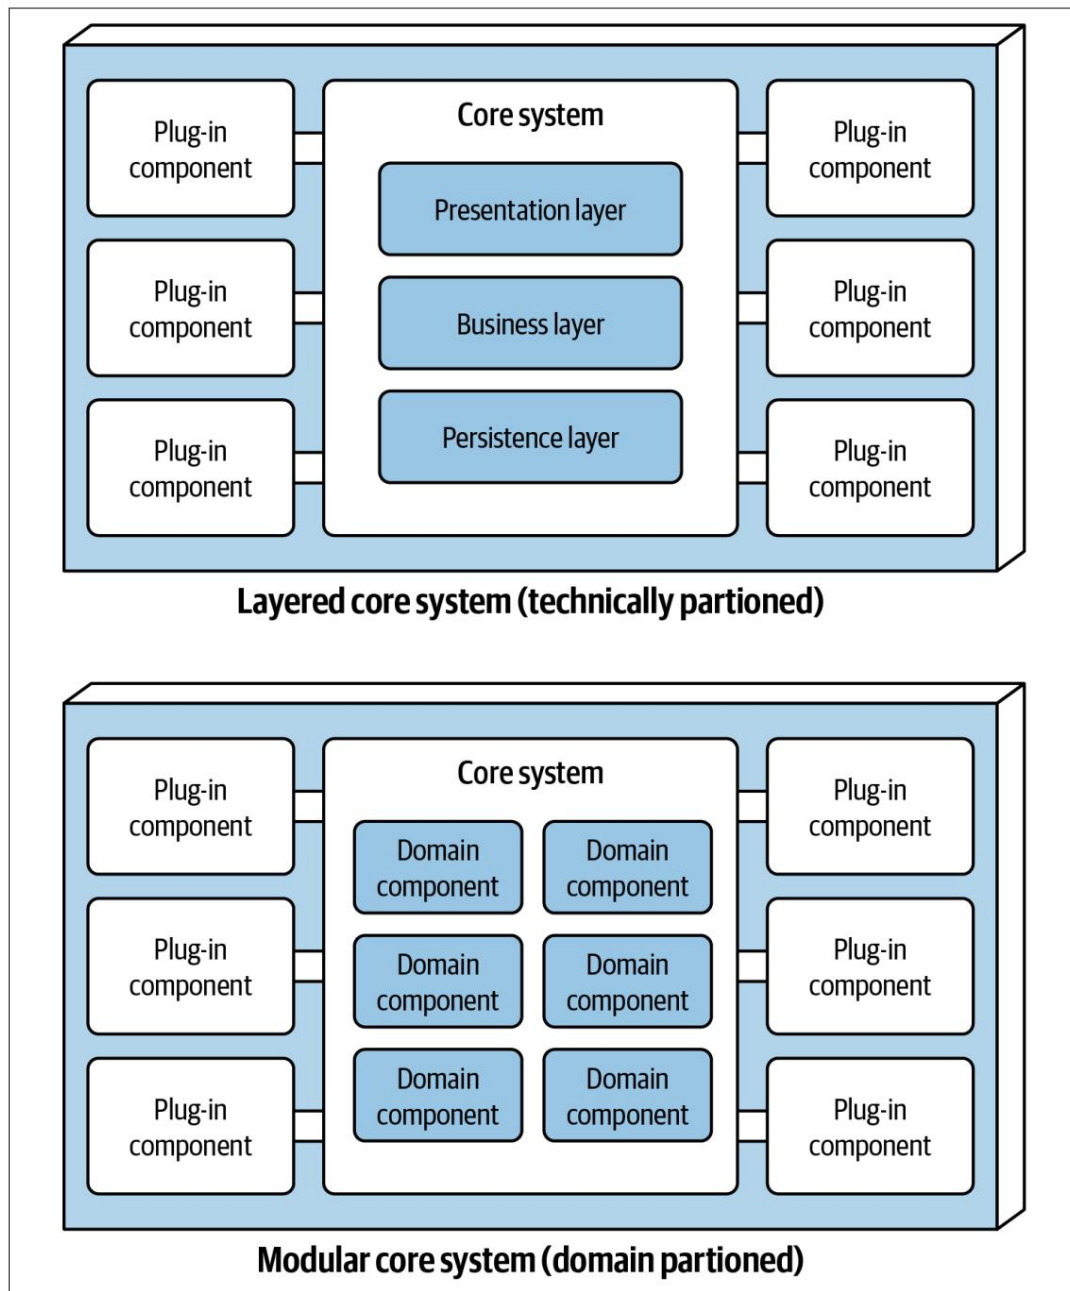 Plug-in
component
Core system
Plug-in
component
Presentation layer
Plug-in
component
Business layer
Plug-in
component
Plug-in
component
Persistence layer
Plug-in
component
Layered core system (technically partioned)
Plug-in
component
Core system
Plug-in
component
Domain
component
Domain
component
Plug-in
component
Domain
component
Domain
component
Plug-in
component
Plug-in
component
Domain
component
Domain
component
Plug-in
component
Modular core system (domain partioned)